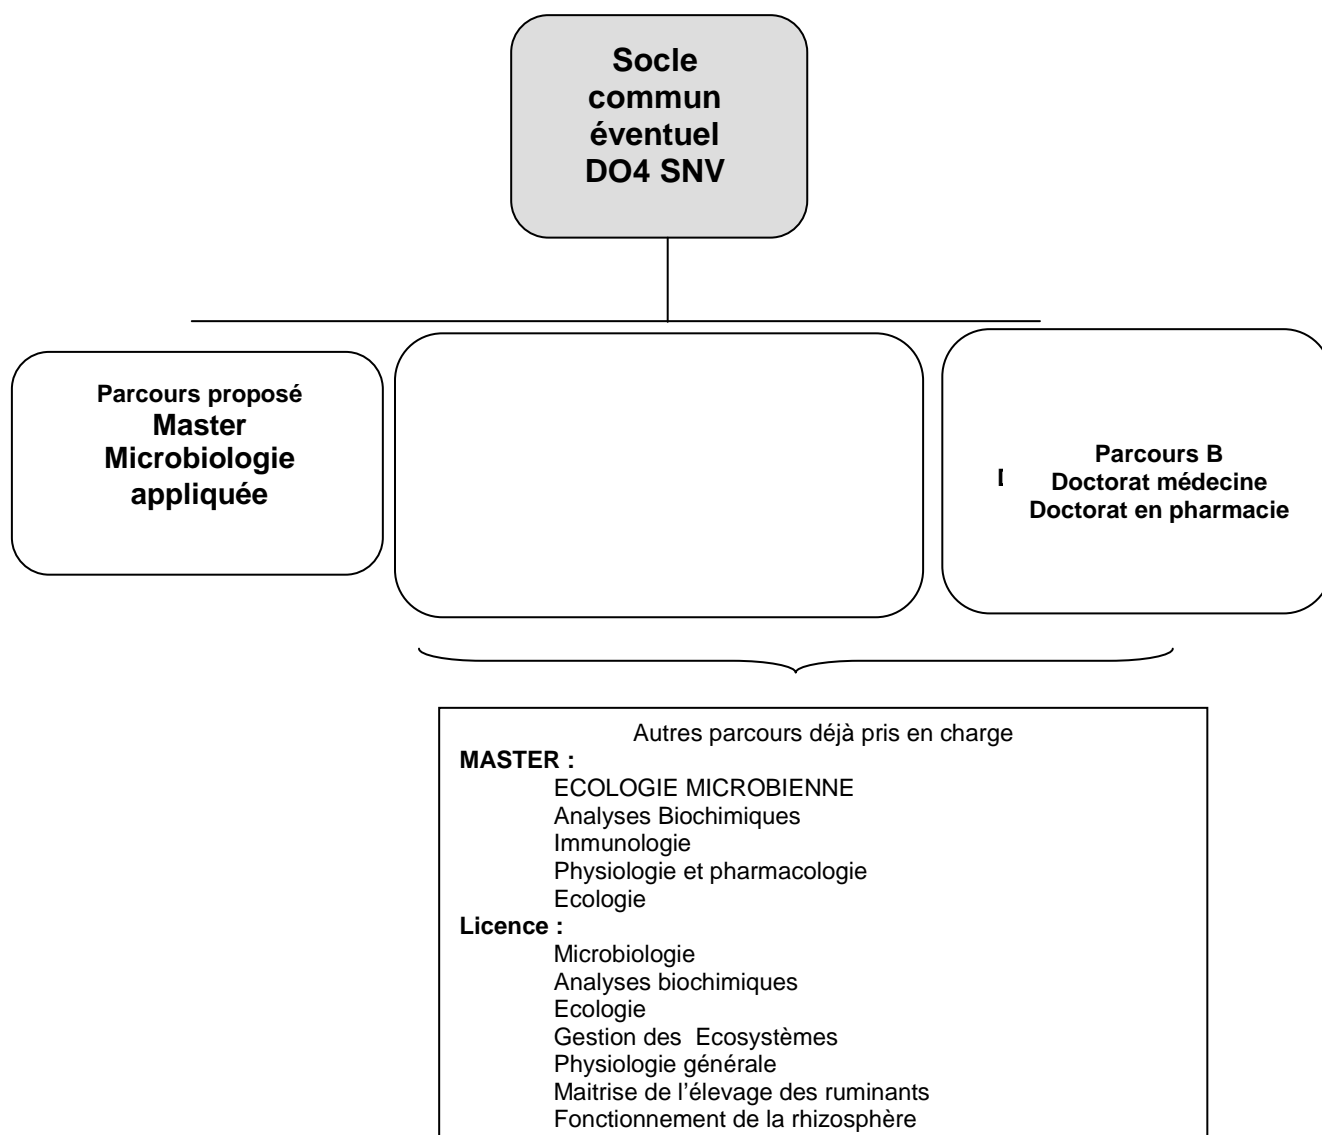 Socle
commun
éventuel
DO4 SNV
Parcours proposé
Master
Microbiologie
appliquée
Parcours B
Doctorat médecine
Doctorat en pharmacie
Autres parcours déjà pris en charge
MASTER :
ECOLOGIE MICROBIENNE
Analyses Biochimiques
Immunologie
Physiologie et pharmacologie
Ecologie
Licence :
Microbiologie
Analyses biochimiques
Ecologie
Gestion des Ecosystèmes
Physiologie générale
Maitrise de l'élevage des ruminants
Fonctionnement de la rhizosphère